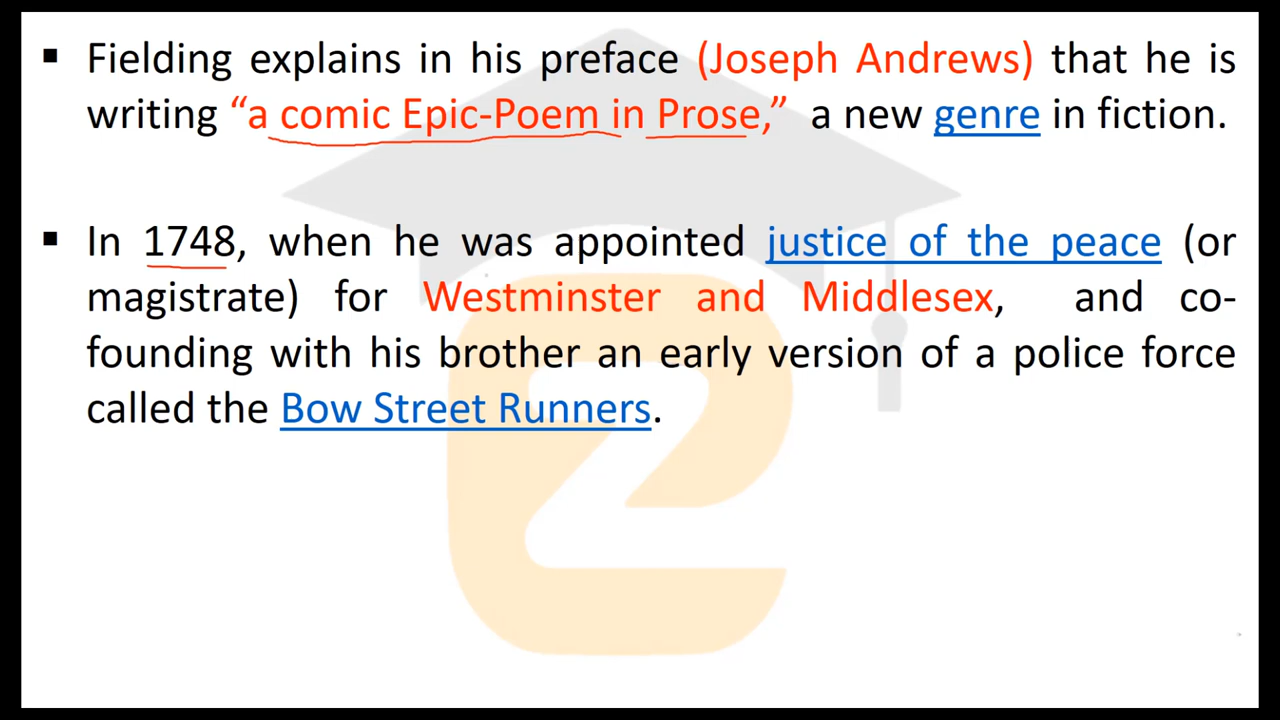 ▪ Fielding explains in his preface (Joseph Andrews) that he is
writing “a comic Epic-Poem in Prose,” a new genre in fiction.
▪ In 1748, when he was appointed justice of the peace (or
magistrate) for Westminster and Middlesex, and co-
founding with his brother an early version of a police force
called the Bow Street Runners.